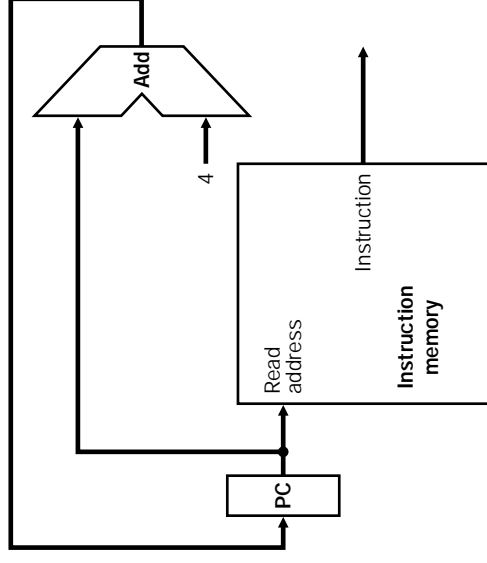 Add
4
Read
address
Instruction
Instruction
memory
PC